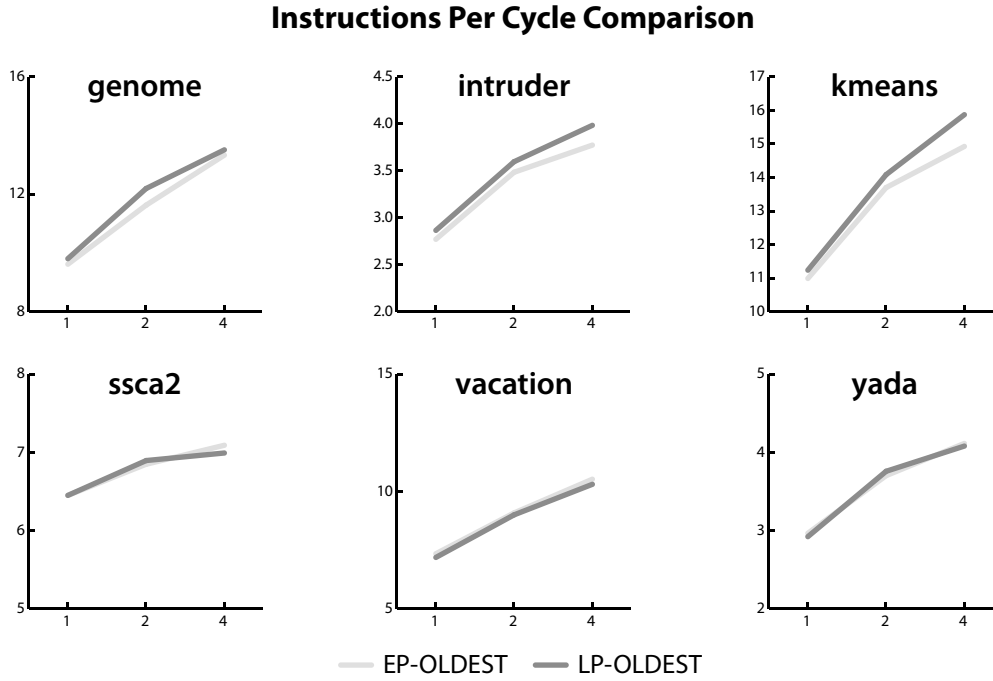 Instructions Per Cycle Comparison
genome
16
12
8
1 2 4
intruder
4.5
4.0
3.5
3.0
2.5
2.0
1 2 4
kmeans
17
16
15
14
13
12
11
10
1 2 4
ssca2
8
7
6
5
1 2 4
vacation
15
10
5
1 2 4
yada
5
4
3
2
1 2 4
EP-OLDEST LP-OLDEST